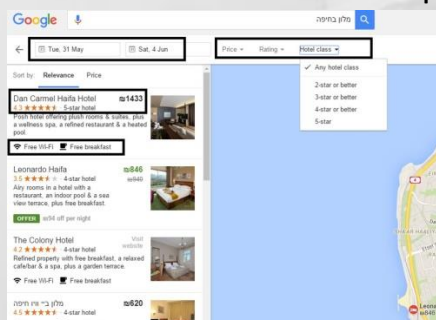 Google
מלון בחיפה
Tue, 31 May
Sat, 4 Jun
Price
Rating
Hotel class
Any hotel class
2-star or better
3-star or better
4-star or better
5-star
Sort by: Relevance Price
Dan Carmel Haifa Hotel ₪1433
4.3 ★★★★★ 5-star hotel
Posh hotel offering plush rooms & suites, plus
a wellness spa, a refined restaurant & a heated
pool.
Free Wi-Fi Free breakfast
Leonardo Haifa ₪846
3.5 ★★★★★ 4-star hotel ₪940
Airy rooms in a hotel with a
restaurant, an indoor pool & a sea
view terrace, plus free breakfast.
OFFER ₪94 off per night
The Colony Hotel Visit
4.2 ★★★★★ 4-star hotel website
Refined property with free breakfast, a relaxed
cafe/bar & a spa, plus a garden terrace.
Free Wi-Fi Free breakfast
מלון ביי וויו חיפה ₪620
4.5 ★★★★★ 4-star hotel
₪846